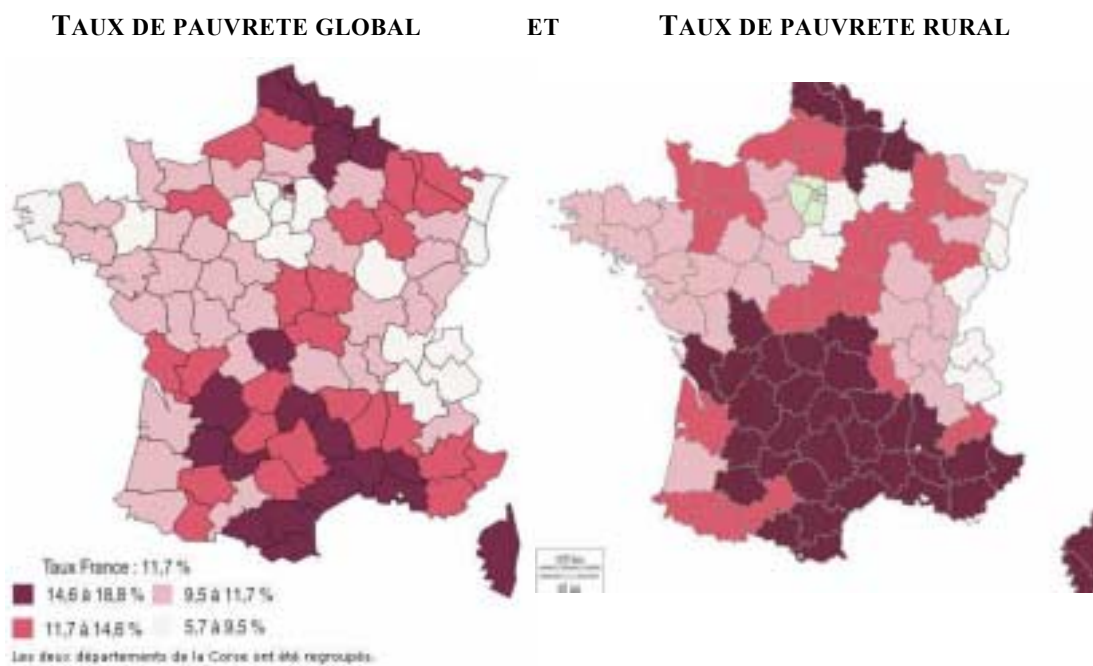 TAUX DE PAUVRETE GLOBAL ET TAUX DE PAUVRETE RURAL
Taux France : 11,7 %
14,6 à 18,8 % 9,5 à 11,7 %
11,7 à 14,6 % 5,7 à 9,5 %
Les deux départements de la Corse ont été regroupés.